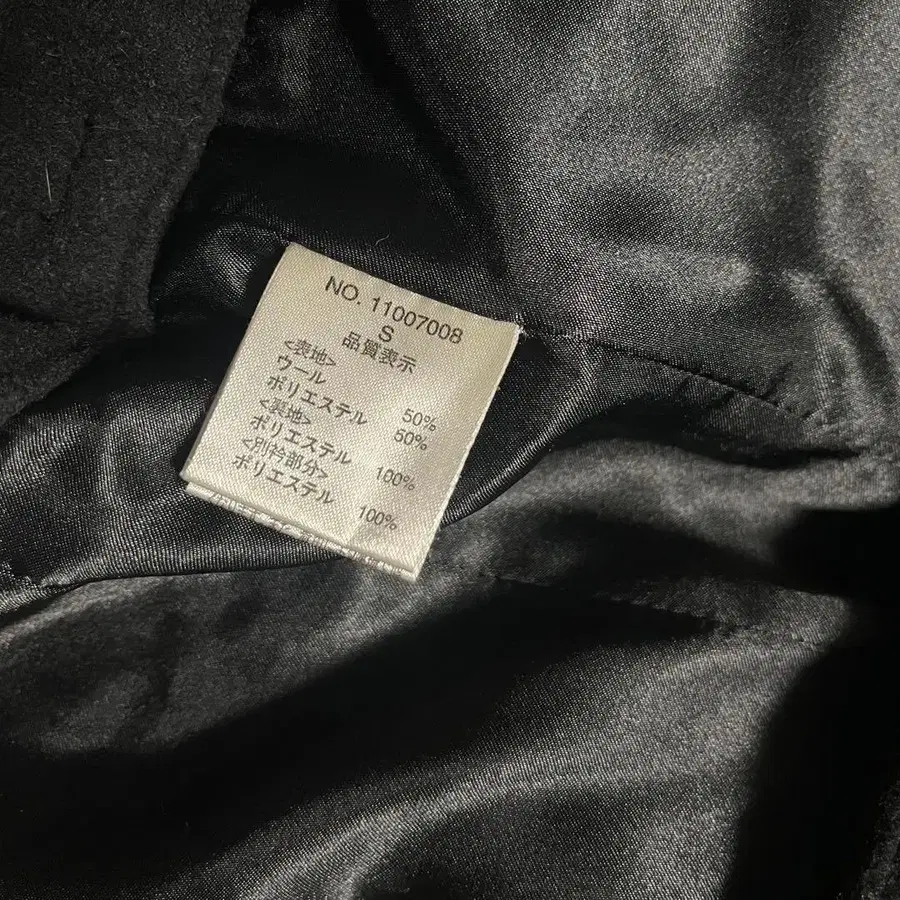 NO. 11007008
S
品質表示
<表地>
ウール 50%
ポリエステル 50%
<裏地>
ポリエステル 100%
<別衿部分>
ポリエステル 100%